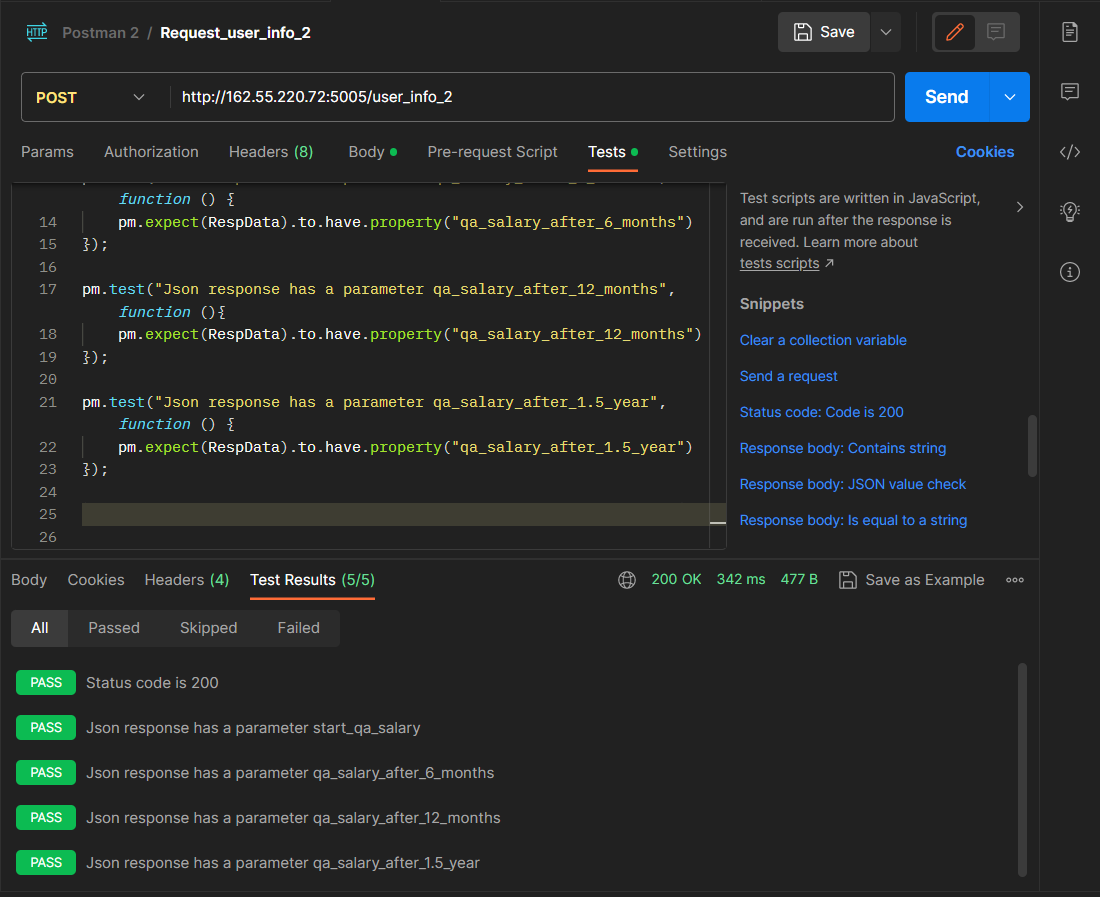 HTTP Postman 2 / Request_user_info_2 Save
POST http://162.55.220.72:5005/user_info_2 Send
Params Authorization Headers (8) Body Pre-request Script Tests Settings Cookies
function () {
14 pm.expect(RespData).to.have.property("qa_salary_after_6_months")
15 });
16
17 pm.test("Json response has a parameter qa_salary_after_12_months",
function (){
18 pm.expect(RespData).to.have.property("qa_salary_after_12_months")
19 });
20
21 pm.test("Json response has a parameter qa_salary_after_1.5_year",
function () {
22 pm.expect(RespData).to.have.property("qa_salary_after_1.5_year")
23 });
24
25
26
Test scripts are written in JavaScript,
and are run after the response is
received. Learn more about
tests scripts ↗
Snippets
Clear a collection variable
Send a request
Status code: Code is 200
Response body: Contains string
Response body: JSON value check
Response body: Is equal to a string
Body Cookies Headers (4) Test Results (5/5) 200 OK 342 ms 477 B Save as Example
All Passed Skipped Failed
PASS Status code is 200
PASS Json response has a parameter start_qa_salary
PASS Json response has a parameter qa_salary_after_6_months
PASS Json response has a parameter qa_salary_after_12_months
PASS Json response has a parameter qa_salary_after_1.5_year